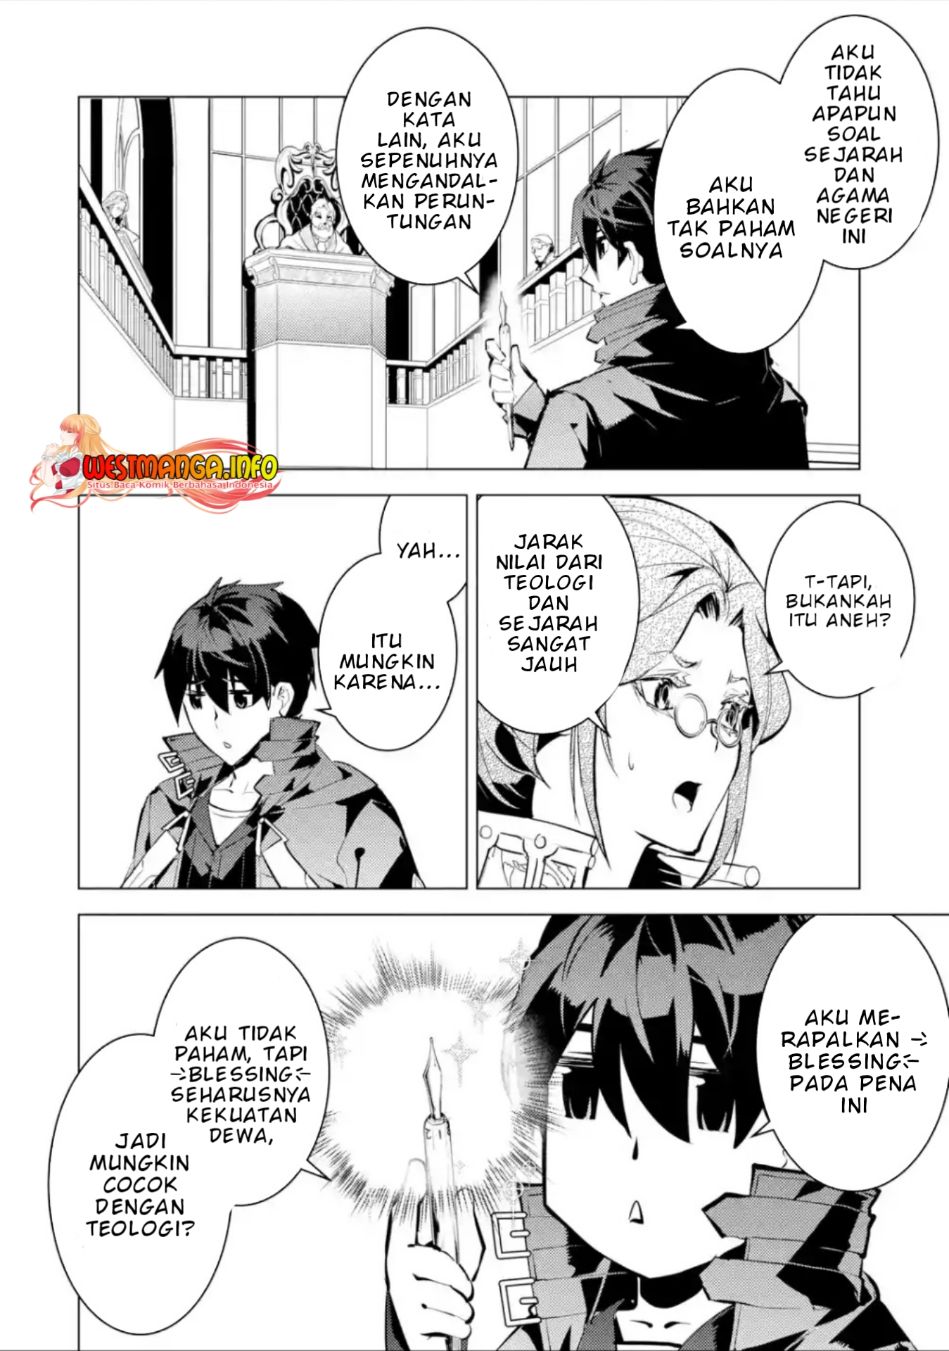 AKU
TIDAK
TAHU
APAPUN
SOAL
SEJARAH
DAN
AGAMA
NEGERI
INI
AKU
BAHKAN
TAK PAHAM
SOALNYA
DENGAN
KATA
LAIN, AKU
SEPENUHNYA
MENGANDAL-
KAN PERUN-
TUNGAN
WESTMANGA.INFO
Situs Baca Komik Berbahasa Indonesia
T-TAPI,
BUKANKAH
ITU ANEH?
JARAK
NILAI DARI
TEOLOGI
DAN
SEJARAH
SANGAT
JAUH
YAH...
ITU
MUNGKIN
KARENA...
AKU ME-
RAPALKAN
BLESSING
PADA PENA
INI
AKU TIDAK
PAHAM, TAPI
BLESSING
SEHARUSNYA
KEKUATAN
DEWA,
JADI
MUNGKIN
COCOK
DENGAN
TEOLOGI?